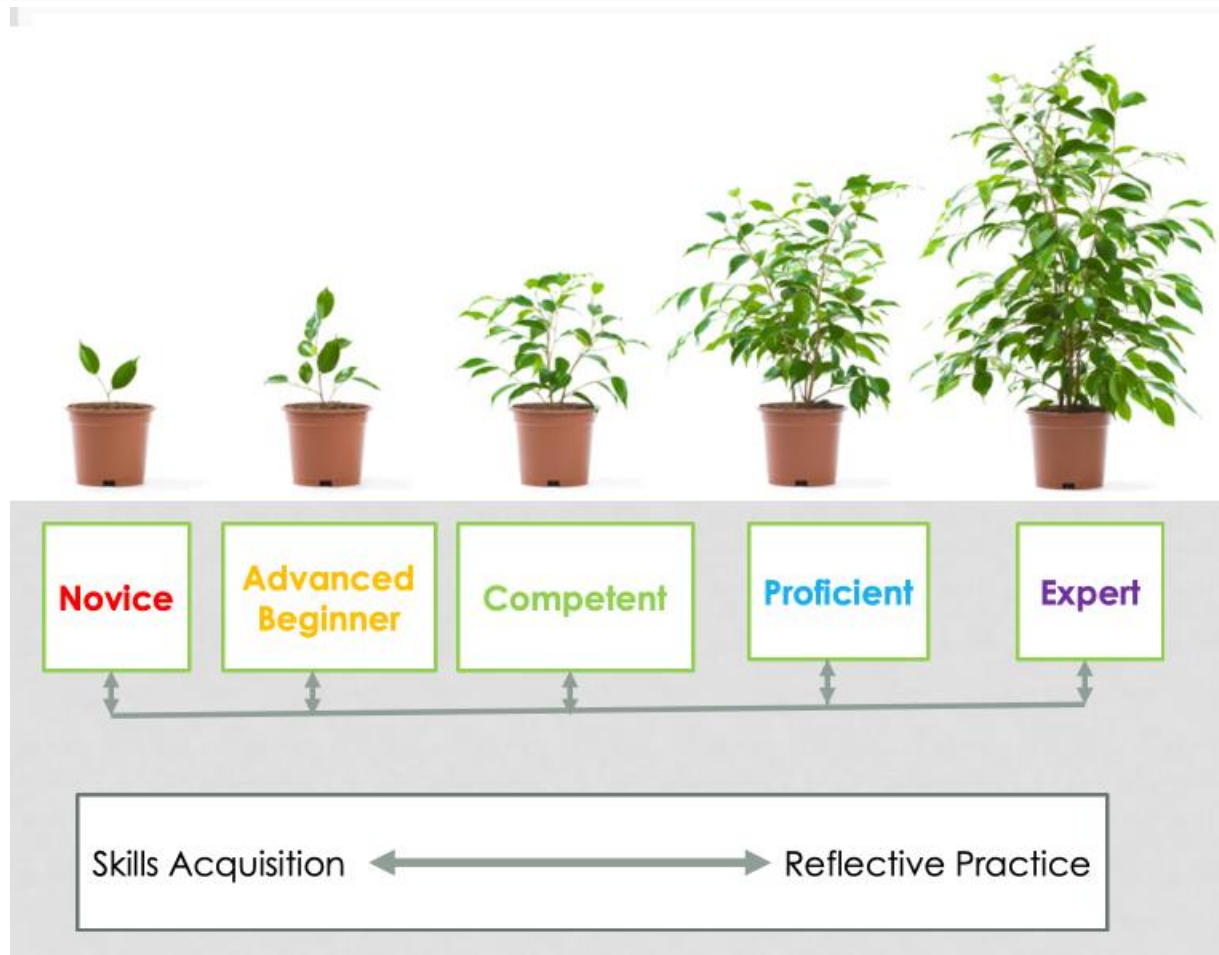 Novice
Advanced
Beginner
Competent
Proficient
Expert
Skills Acquisition
Reflective Practice